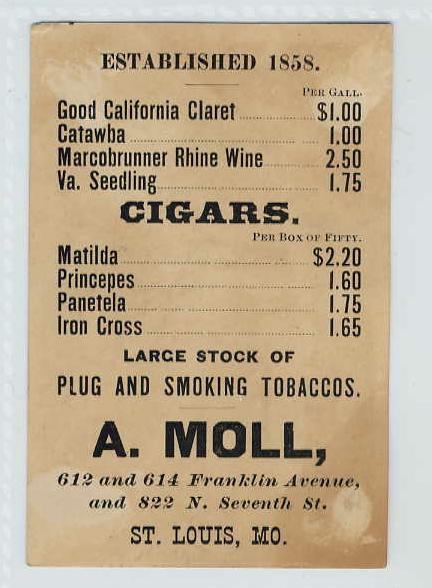 ESTABLISHED 1858.
PER GALL.
Good California Claret $1.00
Catawba 1.00
Marcobrunner Rhine Wine 2.50
Va. Seedling 1.75
CIGARS.
PER BOX OF FIFTY.
Matilda $2.20
Princepes 1.60
Panetela 1.75
Iron Cross 1.65
LARGE STOCK OF
PLUG AND SMOKING TOBACCOS.
A. MOLL,
612 and 614 Franklin Avenue,
and 822 N. Seventh St.
ST. LOUIS, MO.